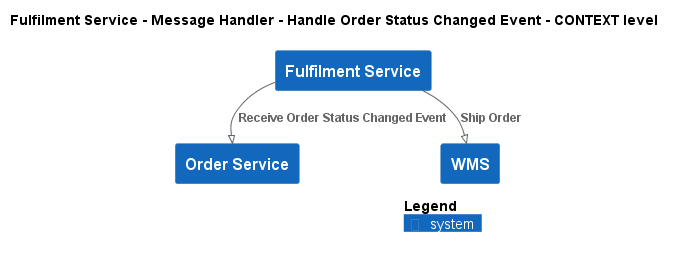 Fulfilment Service - Message Handler - Handle Order Status Changed Event - CONTEXT level
Fulfilment Service
Receive Order Status Changed Event
Ship Order
Order Service
WMS
Legend
system